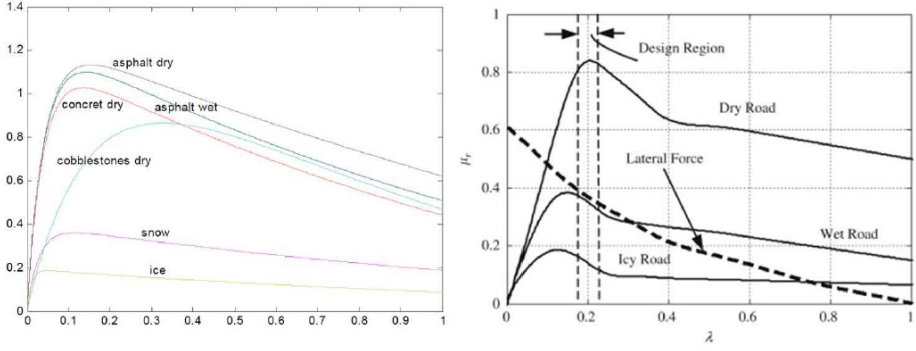 1.4
1.2
1
0.8
0.6
0.4
0.2
0
0 0.1 0.2 0.3 0.4 0.5 0.6 0.7 0.8 0.9 1
asphalt dry
asphalt wet
concret dry
cobblestones dry
snow
ice
1
0.8
0.6
0.4
0.2
0
0 0.2 0.4 0.6 0.8 1
μr
λ
Design Region
Dry Road
Lateral Force
Wet Road
Icy Road